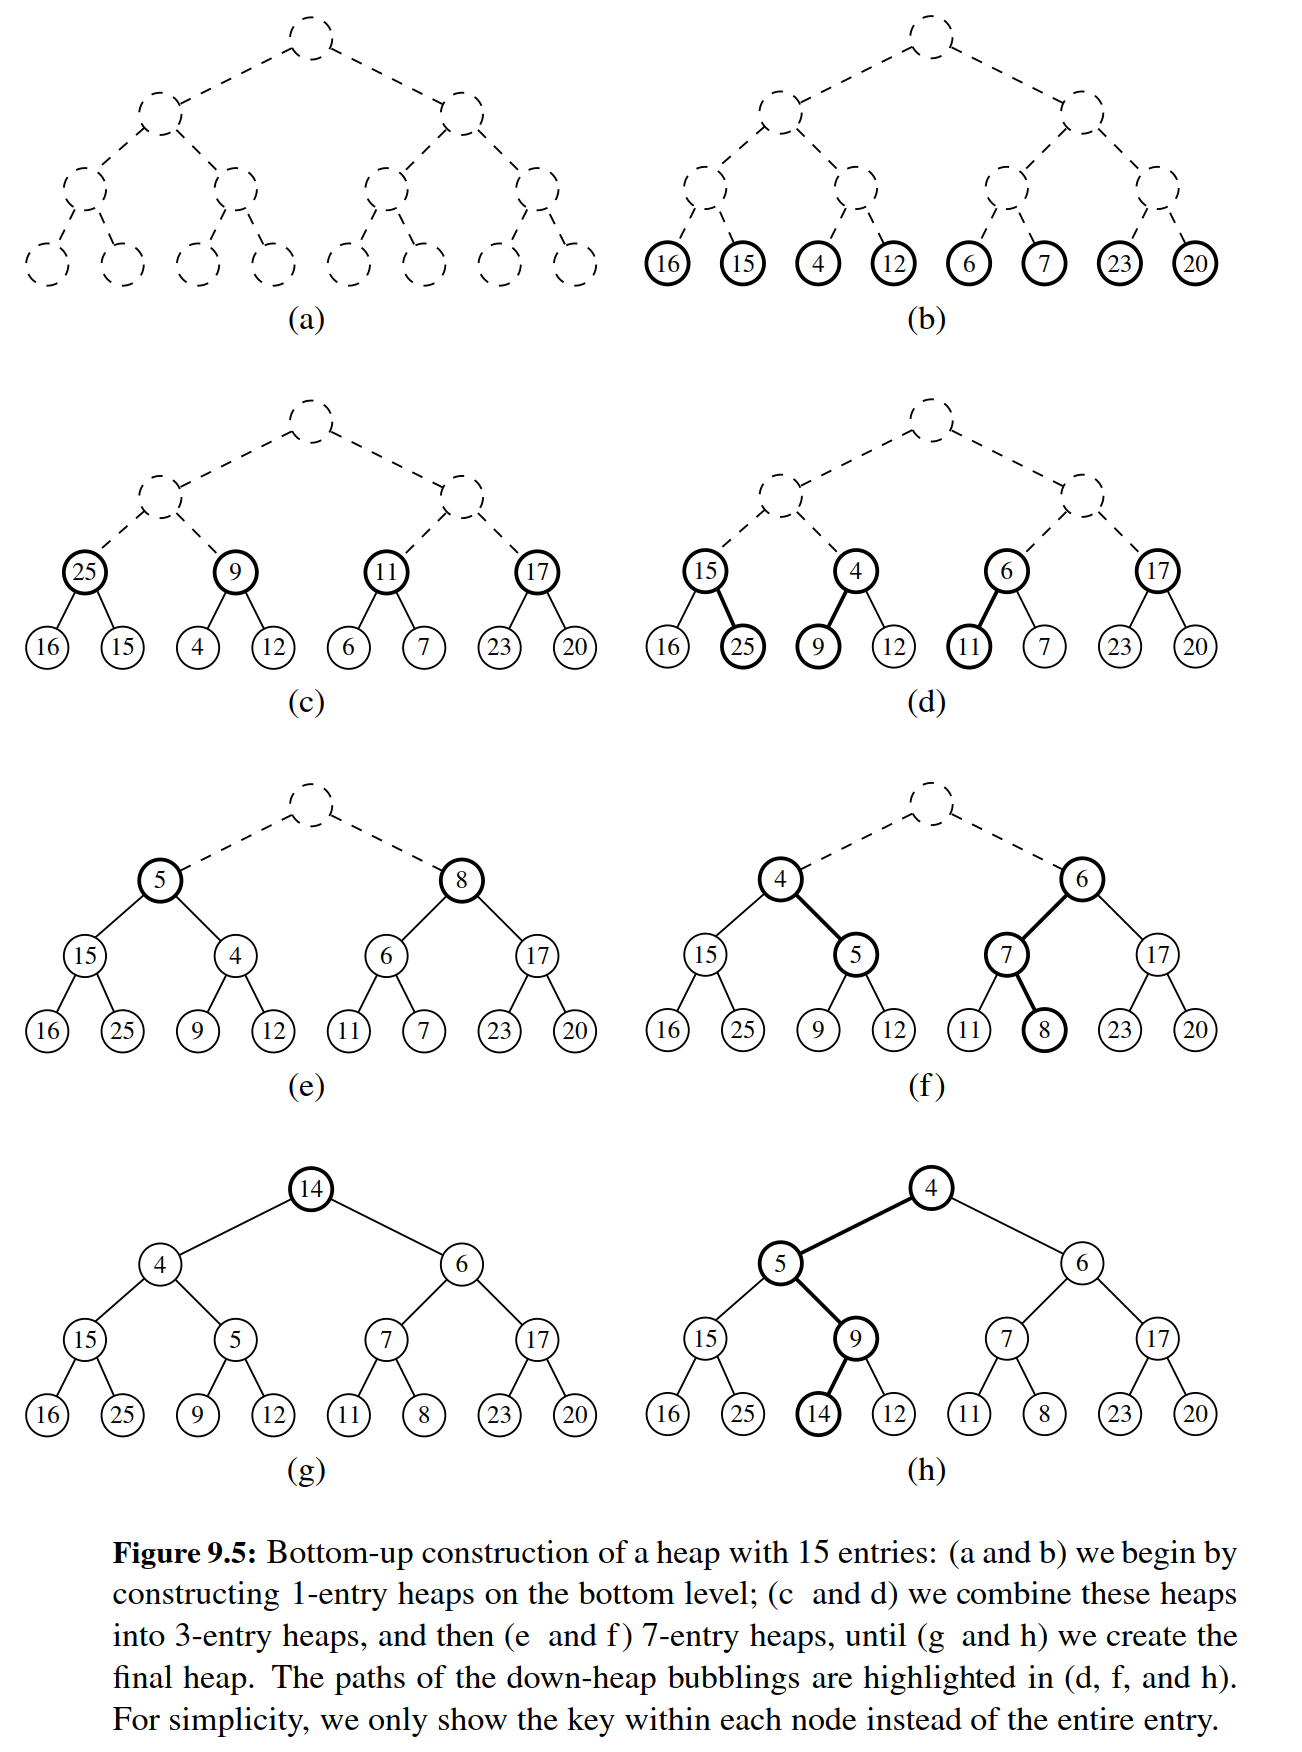 16 15 4 12 6 7 23 20
(a) (b)
25 9 11 17 15 4 6 17
16 15 4 12 6 7 23 20 16 25 9 12 11 7 23 20
(c) (d)
5 8 4 6
15 4 6 17 15 5 7 17
16 25 9 12 11 7 23 20 16 25 9 12 11 8 23 20
(e) (f)
14 4
4 6 5 6
15 5 7 17 15 9 7 17
16 25 9 12 11 8 23 20 16 25 14 12 11 8 23 20
(g) (h)
Figure 9.5: Bottom-up construction of a heap with 15 entries: (a and b) we begin by
constructing 1-entry heaps on the bottom level; (c and d) we combine these heaps
into 3-entry heaps, and then (e and f) 7-entry heaps, until (g and h) we create the
final heap. The paths of the down-heap bubblings are highlighted in (d, f, and h).
For simplicity, we only show the key within each node instead of the entire entry.